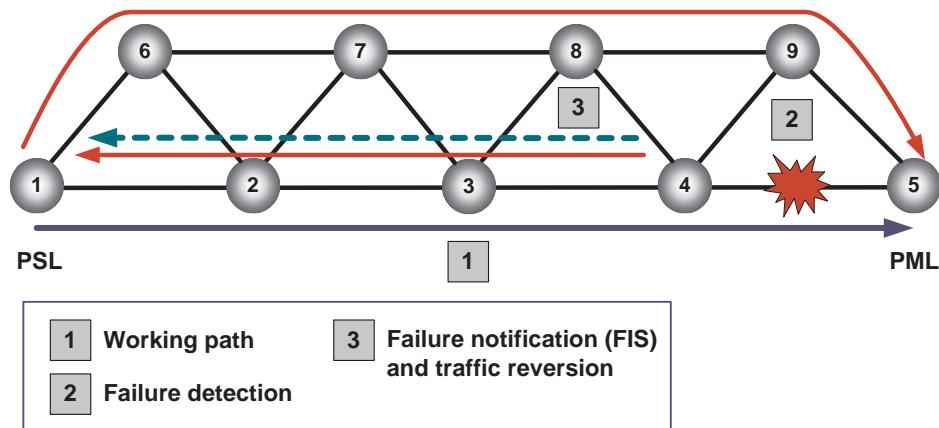 6
7
8
9
3
2
1
2
3
4
5
PSL
1
PML
1 Working path
2 Failure detection
3 Failure notification (FIS)
and traffic reversion